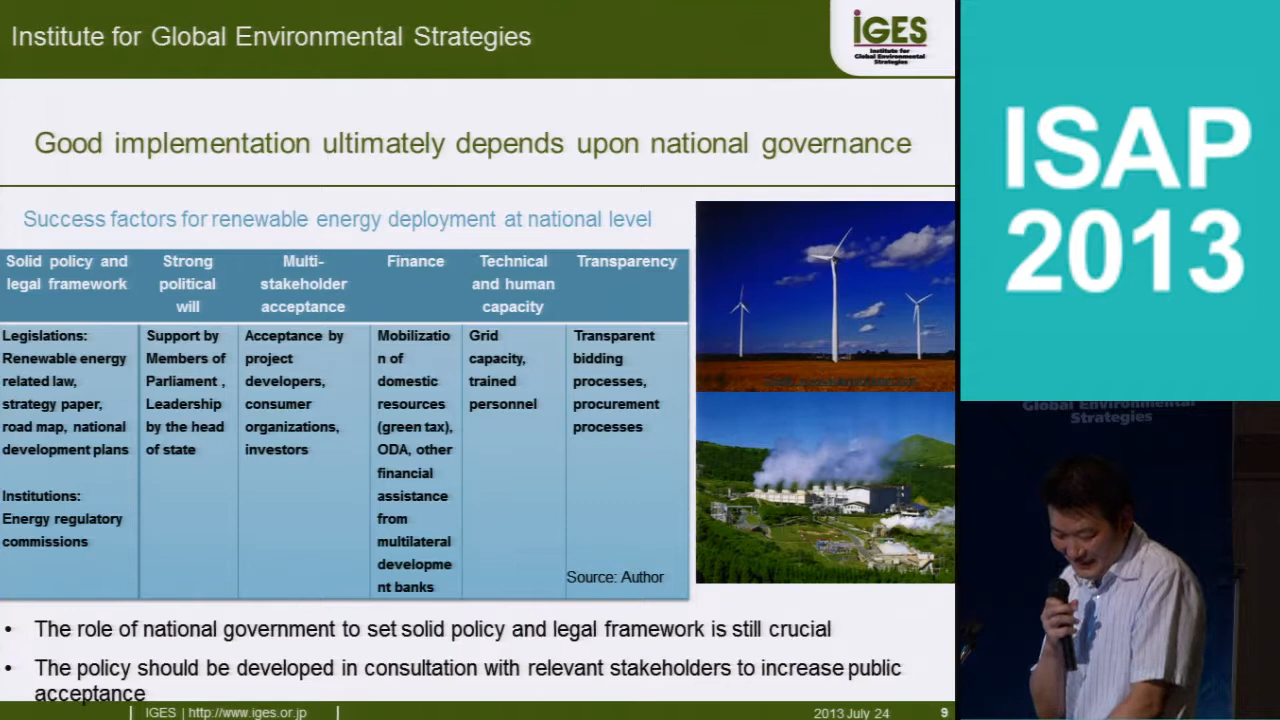 Institute for Global Environmental Strategies
IGES
Institute for
Global Environmental
Strategies
Good implementation ultimately depends upon national governance
Success factors for renewable energy deployment at national level
Solid policy and
legal framework
Strong
political
will
Multi-
stakeholder
acceptance
Finance
Technical
and human
capacity
Transparency
Legislations:
Renewable energy
related law,
strategy paper,
road map, national
development plans
Institutions:
Energy regulatory
commissions
Support by
Members of
Parliament ,
Leadership
by the head
of state
Acceptance by
project
developers,
consumer
organizations,
investors
Mobilizatio
n of
domestic
resources
(green tax),
ODA, other
financial
assistance
from
multilateral
developme
nt banks
Grid
capacity,
trained
personnel
Transparent
bidding
processes,
procurement
processes
Source: Author
• The role of national government to set solid policy and legal framework is still crucial
• The policy should be developed in consultation with relevant stakeholders to increase public
acceptance
IGES | http://www.iges.or.jp
2013 July 24
9
ISAP
2013
Global Environmental
Strategies